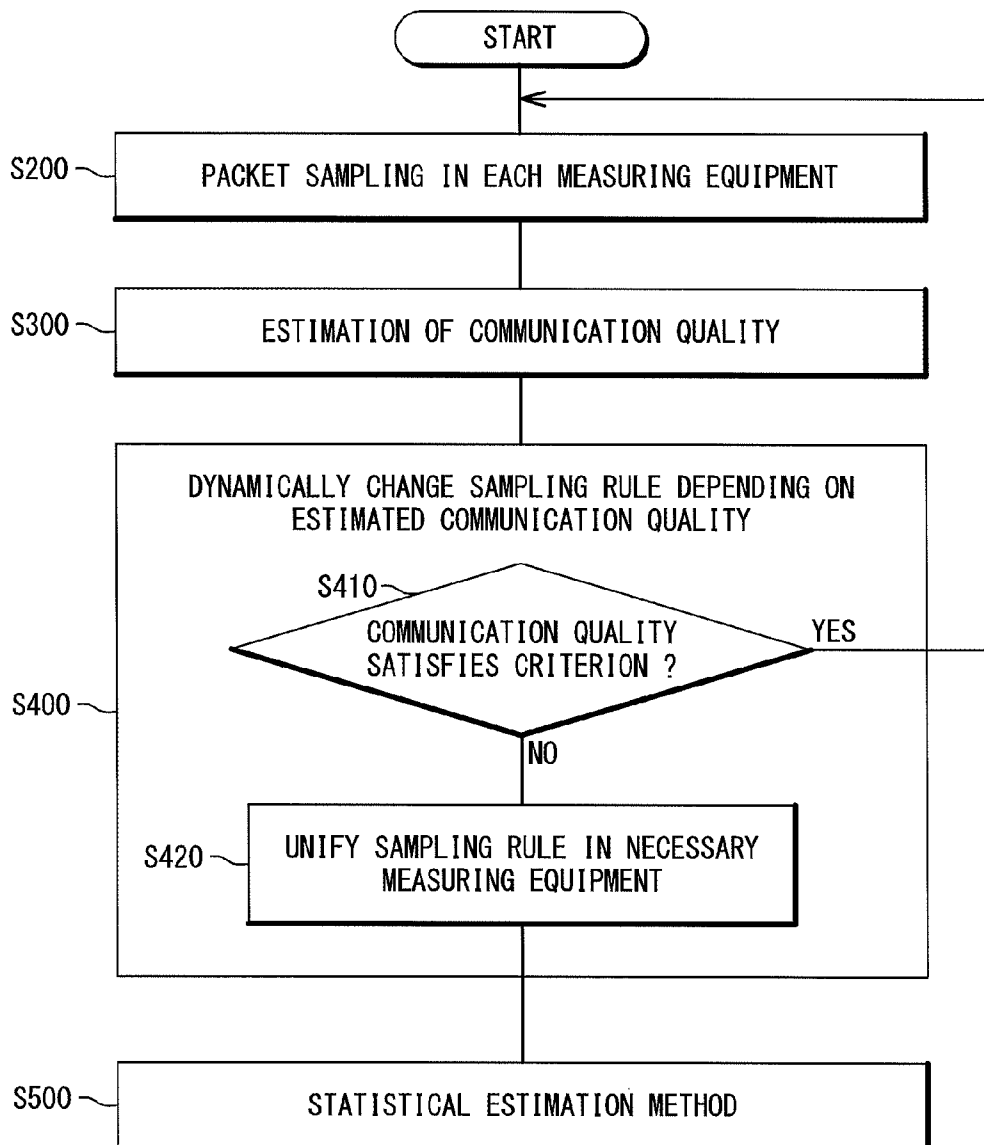 START
S200
PACKET SAMPLING IN EACH MEASURING EQUIPMENT
S300
ESTIMATION OF COMMUNICATION QUALITY
DYNAMICALLY CHANGE SAMPLING RULE DEPENDING ON
ESTIMATED COMMUNICATION QUALITY
S410
COMMUNICATION QUALITY
SATISFIES CRITERION ?
YES
S400
NO
S420
UNIFY SAMPLING RULE IN NECESSARY
MEASURING EQUIPMENT
S500
STATISTICAL ESTIMATION METHOD